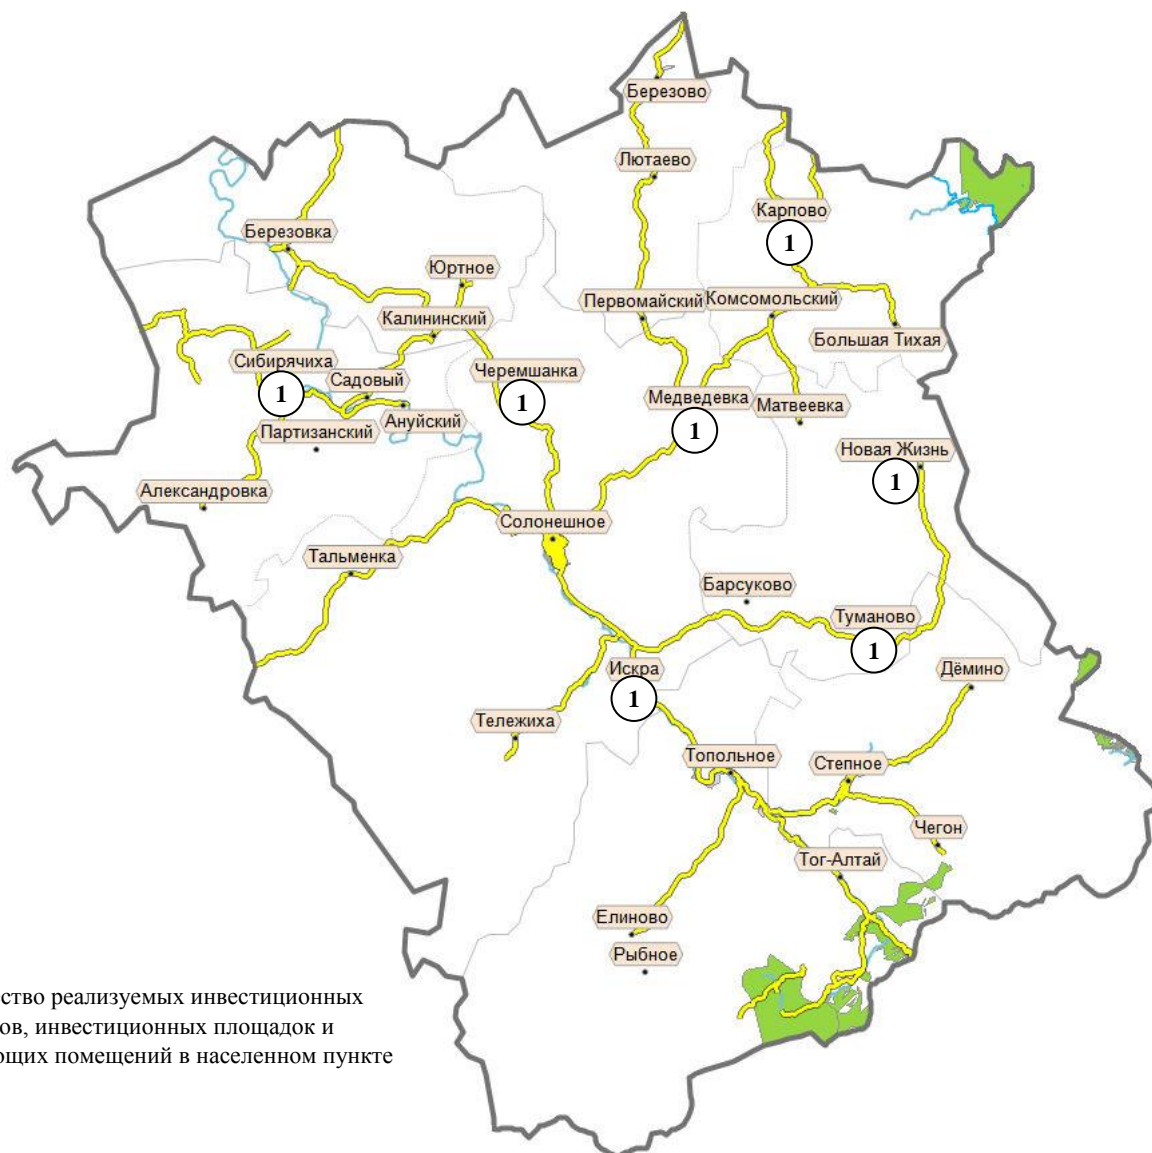 Березово
Лютаево
Карпово
1
Березовка
Юртное
Первомайский
Комсомольский
Калининский
Большая Тихая
Сибирячиха
Садовый
Черемшанка
1
1
Медведевка
Матвеевка
1
Ануйский
Партизанский
Новая Жизнь
1
Александровка
Солонешное
Тальменка
Барсуково
Туманово
1
Искра
1
Дёмино
Тележиха
Топольное
Степное
Чегон
Тог-Алтай
Елиново
Рыбное
ство реализуемых инвестиционных
ов, инвестиционных площадок и
ющих помещений в населенном пункте